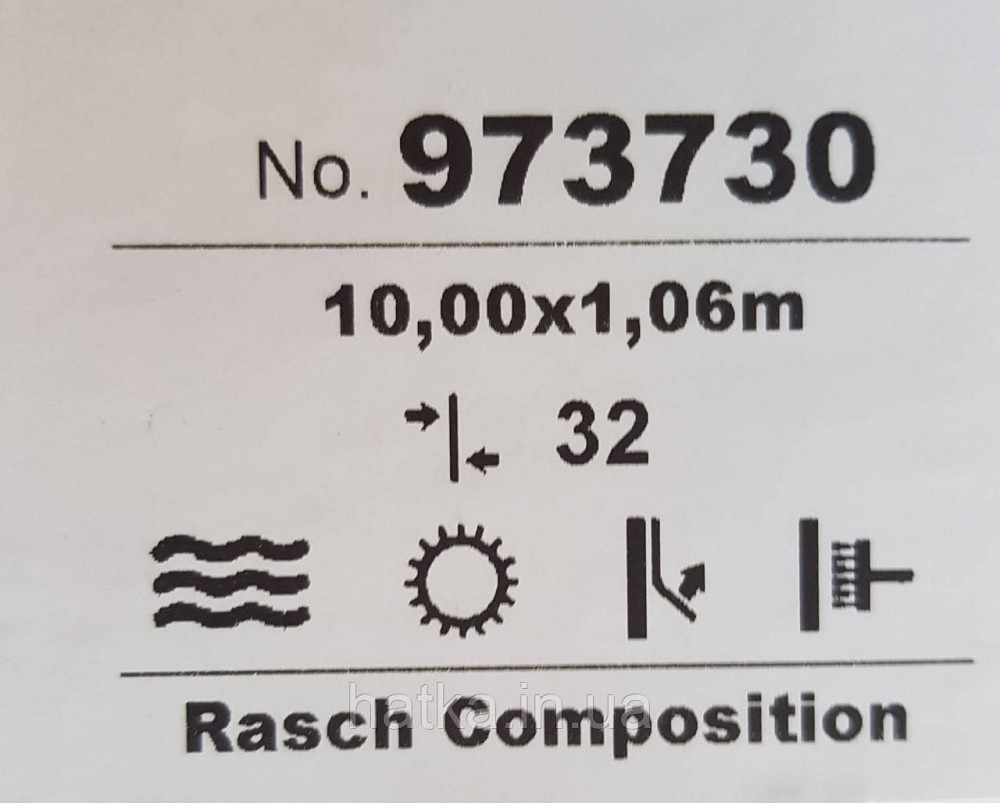 No. 973730
10,00x1,06m
32
Rasch Composition
hatka.in.ua